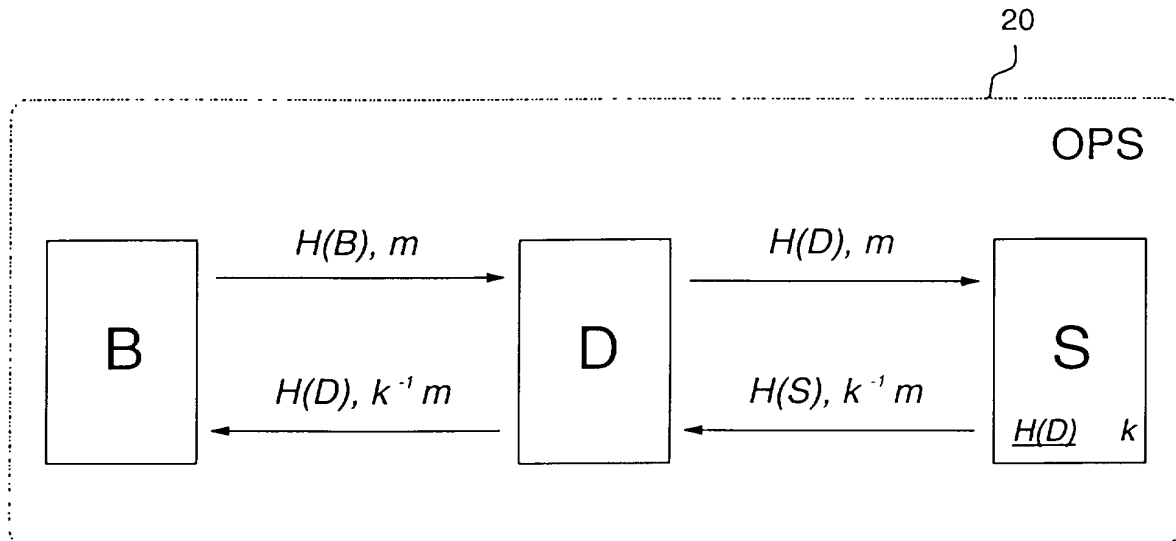 20
OPS
H(B), m
H(D), m
B
D
S
H(D), k⁻¹ m
H(S), k⁻¹ m
H(D) k